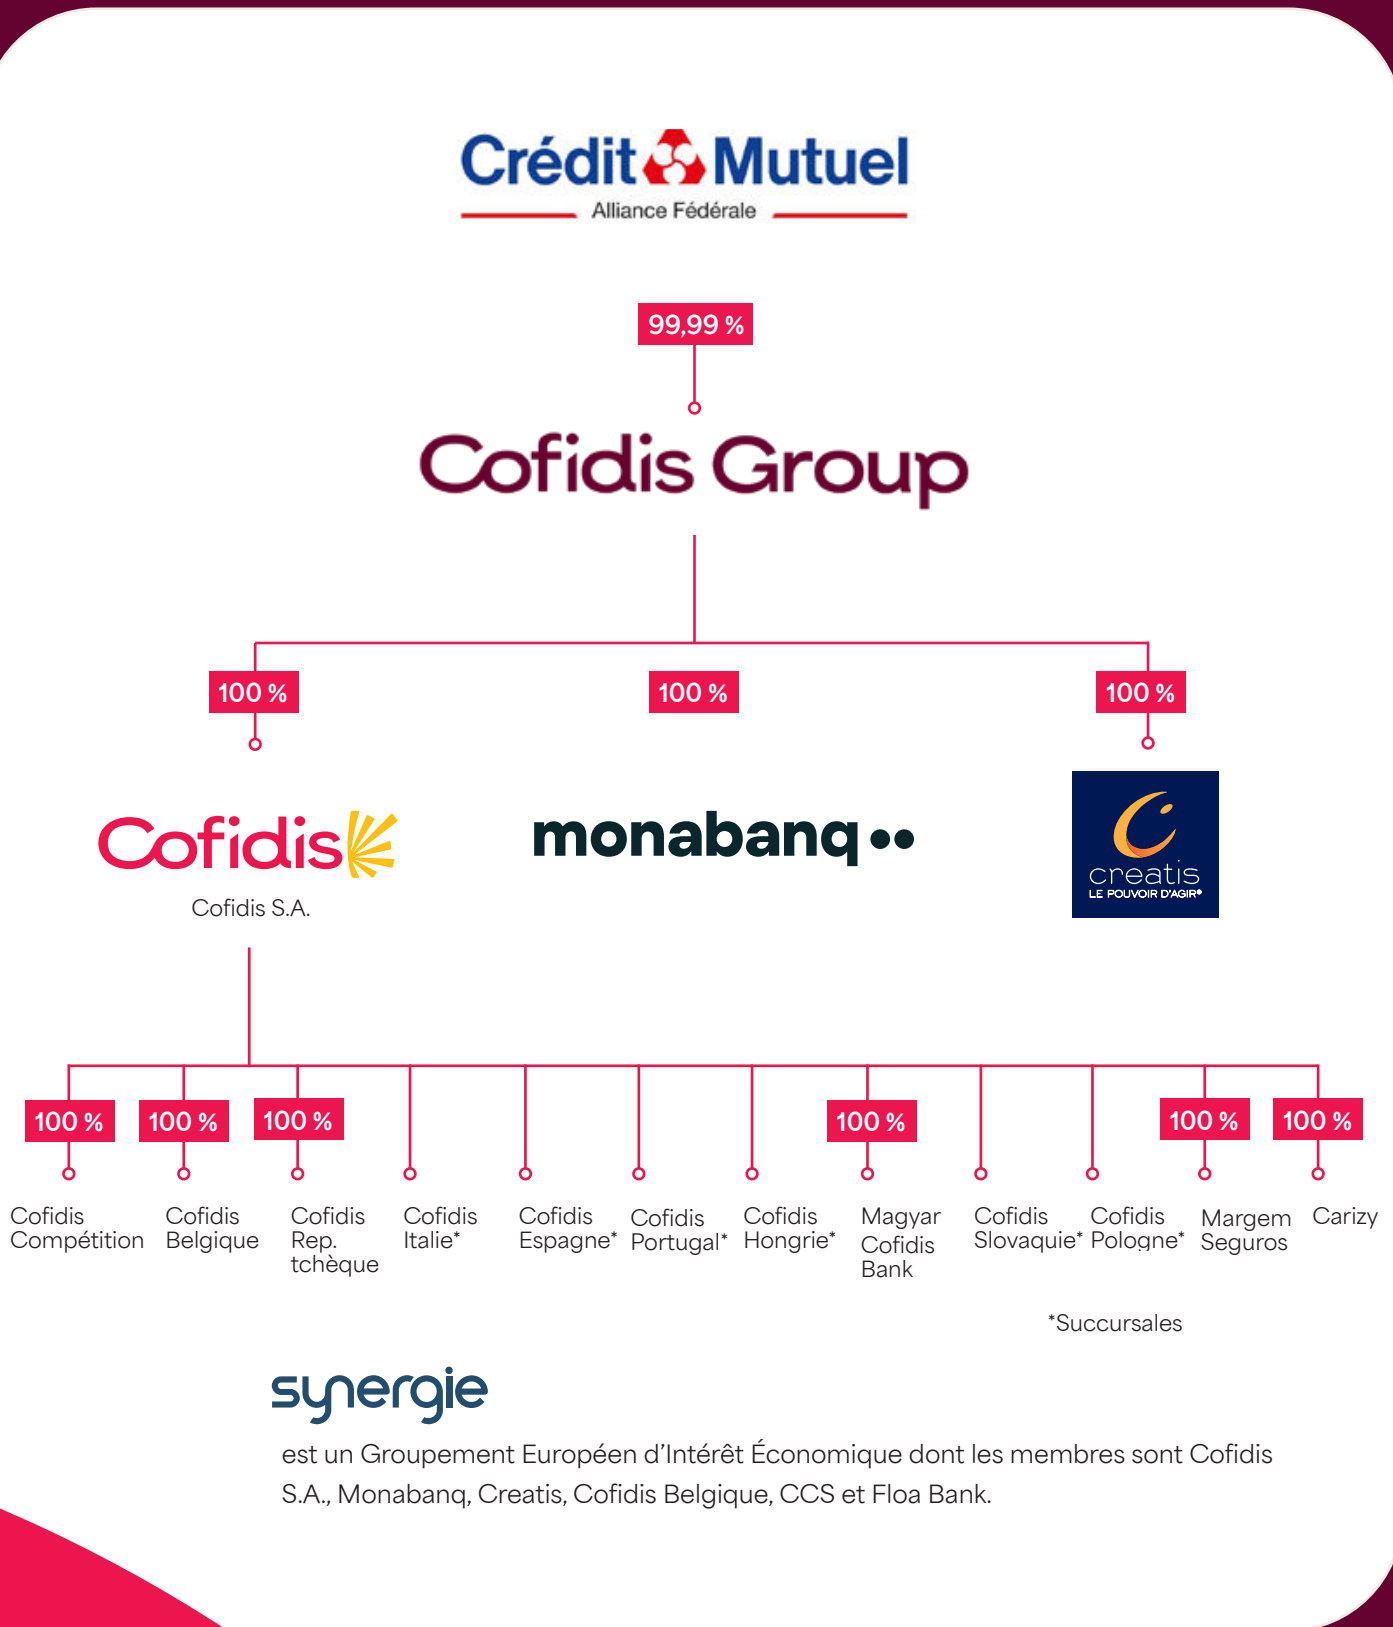 Crédit Mutuel
Alliance Fédérale
99,99 %
Cofidis Group
100 %
100 %
100 %
Cofidis
Cofidis S.A.
monabanq
creatis
LE POUVOIR D'AGIR®
100 %
100 %
100 %
100 %
100 %
100 %
Cofidis
Compétition
Cofidis
Belgique
Cofidis
Rep.
tchèque
Cofidis
Italie*
Cofidis
Espagne*
Cofidis
Portugal*
Cofidis
Hongrie*
Magyar
Cofidis
Bank
Cofidis
Slovaquie*
Cofidis
Pologne*
Margem
Seguros
Carizy
*Succursales
synergie
est un Groupement Européen d’Intérêt Économique dont les membres sont Cofidis
S.A., Monabanq, Creatis, Cofidis Belgique, CCS et Floa Bank.